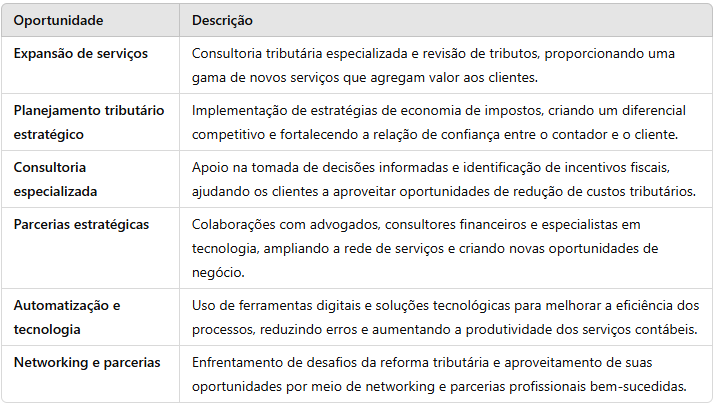 Oportunidade Descrição
Expansão de serviços Consultoria tributária especializada e revisão de tributos, proporcionando uma
gama de novos serviços que agregam valor aos clientes.
Planejamento tributário Implementação de estratégias de economia de impostos, criando um diferencial
estratégico competitivo e fortalecendo a relação de confiança entre o contador e o cliente.
Consultoria Apoio na tomada de decisões informadas e identificação de incentivos fiscais,
especializada ajudando os clientes a aproveitar oportunidades de redução de custos tributários.
Parcerias estratégicas Colaborações com advogados, consultores financeiros e especialistas em
tecnologia, ampliando a rede de serviços e criando novas oportunidades de
negócio.
Automatização e Uso de ferramentas digitais e soluções tecnológicas para melhorar a eficiência dos
tecnologia processos, reduzindo erros e aumentando a produtividade dos serviços contábeis.
Networking e parcerias Enfrentamento de desafios da reforma tributária e aproveitamento de suas
oportunidades por meio de networking e parcerias profissionais bem-sucedidas.